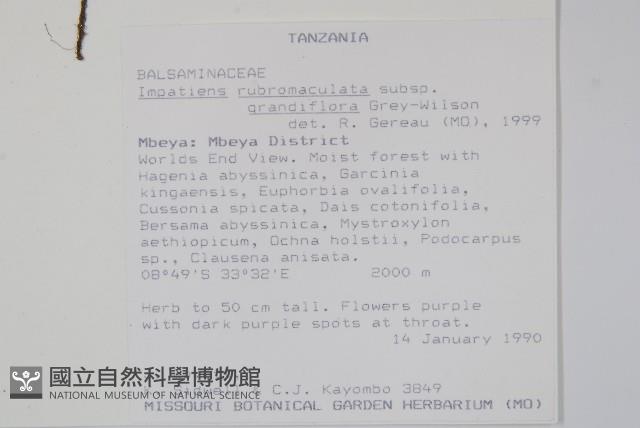 TANZANIA
BALSAMINACEAE
Impatiens rubromaculata subsp.
grandiflora Grey-Wilson
det. R. Gereau (MO), 1999
Mbeya: Mbeya District
Worlds End View. Moist forest with
Hagenia abyssinica, Garcinia
kingaensis, Euphorbia ovalifolia,
Cussonia spicata, Dais cotonifolia,
Bersama abyssinica, Mystroxylon
aethiopicum, Ochna holstii, Podocarpus
sp., Clausena anisata.
08°49'S 33°32'E 2000 m
Herb to 50 cm tall. Flowers purple
with dark purple spots at throat.
14 January 1990
C.J. Kayombo 3849
MISSOURI BOTANICAL GARDEN HERBARIUM (MO)
國立自然科學博物館
NATIONAL MUSEUM OF NATURAL SCIENCE